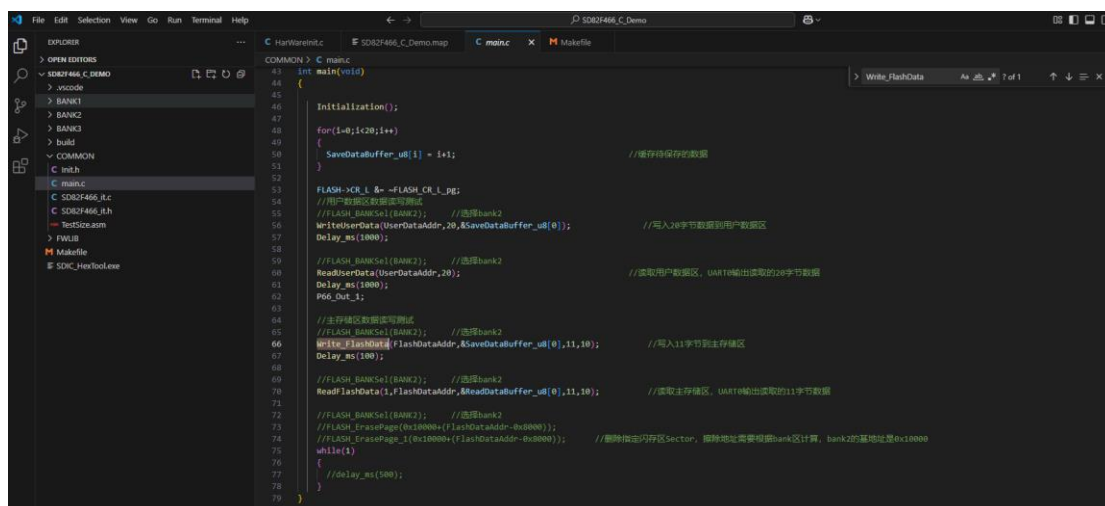 File Edit Selection View Go Run Terminal Help
SD82F466_C_Demo
EXPLORER
OPEN EDITORS
SD82F466_C_DEMO
.vscode
BANK1
BANK2
BANK3
build
COMMON
C Init.h
C main.c
C SD82F466_it.c
C SD82F466_it.h
TestSize.asm
FWLIB
M Makefile
SDIC_HexTool.exe
C HarWareInit.c
SD82F466_C_Demo.map
C main.c
M Makefile
COMMON > C main.c
Write_FlashData
? of 1
43 int main(void)
44 {
45
46 Initialization();
47
48 for(i=0;i<20;i++)
49 {
50 SaveDataBuffer_u8[i] = i+1; //缓存待保存的数据
51 }
52
53 FLASH->CR_L &= ~FLASH_CR_L_pg;
54 //用户数据区数据读写测试
55 //FLASH_BANKSel(BANK2); //选择bank2
56 WriteUserData(UserDataAddr,20,&SaveDataBuffer_u8[0]); //写入20字节数据到用户数据区
57 Delay_ms(1000);
58
59 //FLASH_BANKSel(BANK2); //选择bank2
60 ReadUserData(UserDataAddr,20); //读取用户数据区, UART0输出读取的20字节数据
61 Delay_ms(1000);
62 P66_Out_1;
63
64 //主存储区数据读写测试
65 //FLASH_BANKSel(BANK2); //选择bank2
66 Write_FlashData(FlashDataAddr,&SaveDataBuffer_u8[0],11,10); //写入11字节到主存储区
67 Delay_ms(100);
68
69 //FLASH_BANKSel(BANK2); //选择bank2
70 ReadFlashData(1,FlashDataAddr,&ReadDataBuffer_u8[0],11,10); //读取主存储区, UART0输出读取的11字节数据
71
72 //FLASH_BANKSel(BANK2); //选择bank2
73 //FLASH_ErasePage(0x10000+(FlashDataAddr-0x8000));
74 //FLASH_ErasePage_1(0x10000+(FlashDataAddr-0x8000)); //删除指定闪存区Sector, 擦除地址需要根据bank区计算, bank2的基地址是0x10000
75 while(1)
76 {
77 //delay_ms(500);
78 }
79 }